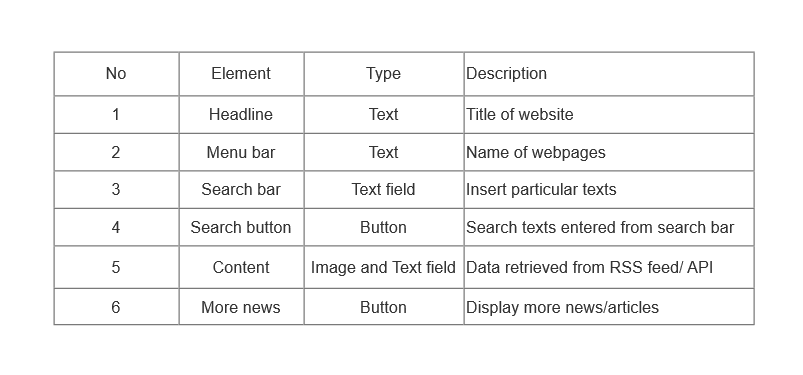 No Element Type Description
1 Headline Text Title of website
2 Menu bar Text Name of webpages
3 Search bar Text field Insert particular texts
4 Search button Button Search texts entered from search bar
5 Content Image and Text field Data retrieved from RSS feed/ API
6 More news Button Display more news/articles